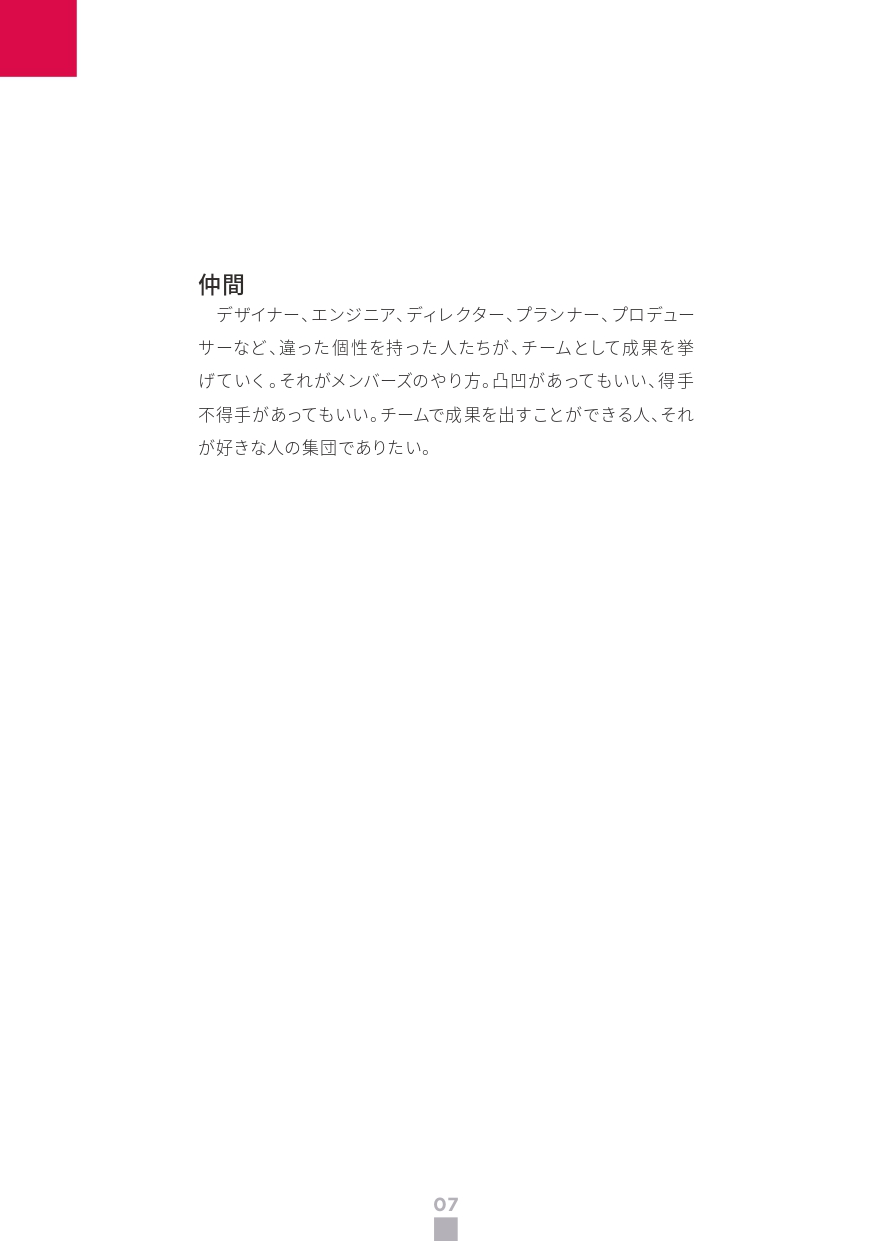 仲間
　デザイナー、エンジニア、ディレクター、プランナー、プロデュー
サーなど、違った個性を持った人たちが、チームとして成果を挙
げていく。それがメンバーズのやり方。凸凹があってもいい、得手
不得手があってもいい。チームで成果を出すことができる人、それ
が好きな人の集団でありたい。
07